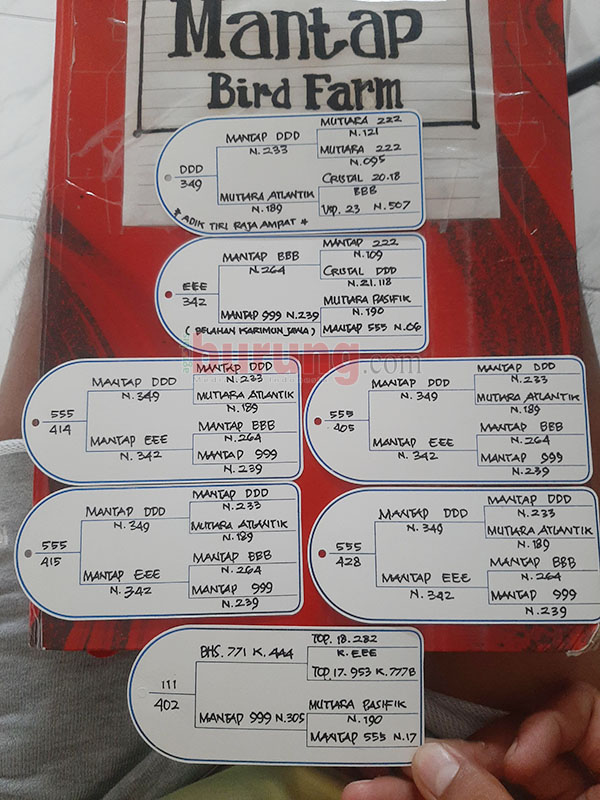 Mantap
Bird Farm
DDD
349
MANTAP DDD
N.233
MUTIARA 222
N.121
MUTIARA 222
N.095
MUTIARA ATLANTIK
N.189
CRISTAL 20.18
BBB
VIP. 23 N.507
* ADIK TIRI RAJA AMPAT *
EEE
342
MANTAP BBB
N.264
MANTAP 222
N.109
CRISTAL DDD
N.21.118
MANTAP 999 N.239
MUTIARA PASIFIK
N.190
MANTAP 555 N.06
( BELAHAN KARIMUN JAWA )
burung.com
555
414
MANTAP DDD
N.349
MANTAP DDD
N.233
MUTIARA ATLANTIK
N.189
MANTAP EEE
N.342
MANTAP BBB
N.264
MANTAP 999
N.239
555
405
MANTAP DDD
N.349
MANTAP DDD
N.233
MUTIARA ATLANTIK
N.189
MANTAP EEE
N.342
MANTAP BBB
N.264
MANTAP 999
N.239
555
415
MANTAP DDD
N.349
MANTAP DDD
N.233
MUTIARA ATLANTIK
N.189
MANTAP EEE
N.342
MANTAP BBB
N.264
MANTAP 999
N.239
555
428
MANTAP DDD
N.349
MANTAP DDD
N.233
MUTIARA ATLANTIK
N.189
MANTAP EEE
N.342
MANTAP BBB
N.264
MANTAP 999
N.239
111
402
BHS. 771 K.444
TOP. 18.282
K.EEE
TOP. 17.953 K.777B
MANTAP 999 N.305
MUTIARA PASIFIK
N.190
MANTAP 555 N.17